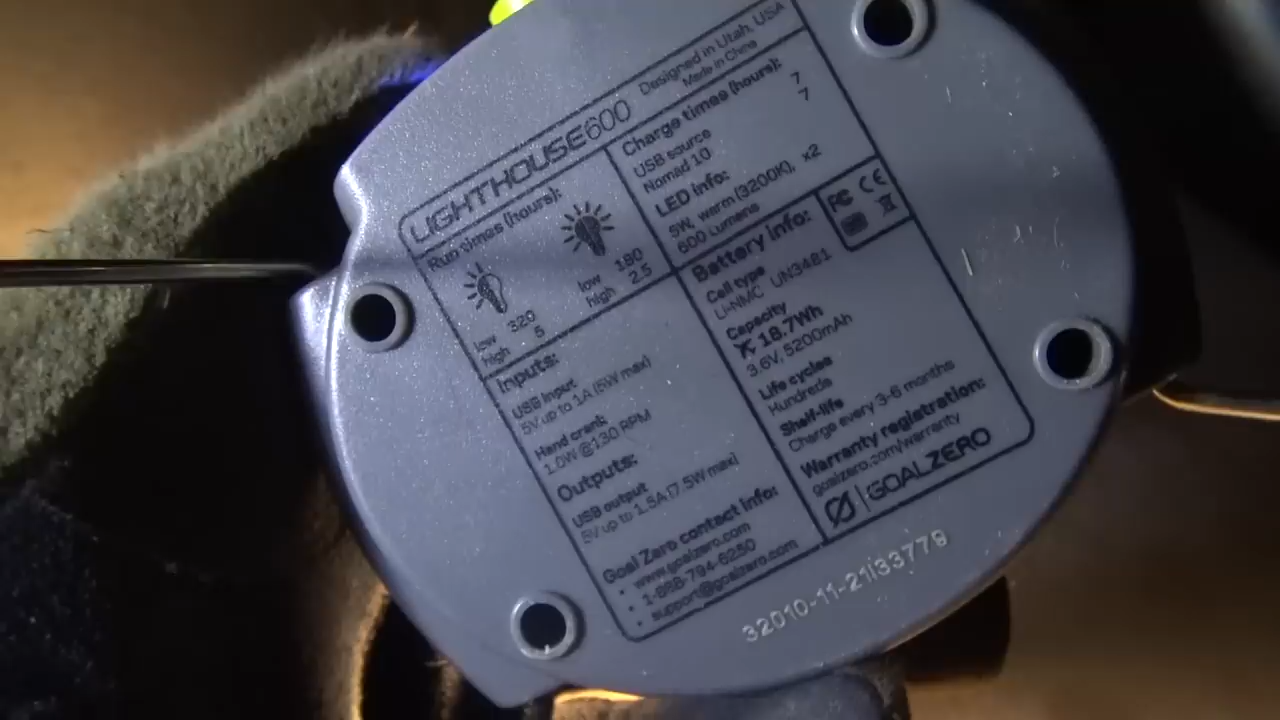 LIGHTHOUSE600
Designed in Utah, USA
Made in China
Run times (hours):
low 320
high 5
low 180
high 2.5
Charge times (hours):
USB source 7
Nomad 10 7
LED info:
5W, warm (3200K), x2
600 Lumens
FC CE
Inputs:
USB input
5V up to 1A (5W max)
Hand crank
1.0W @130 RPM
Outputs:
USB output
5V up to 1.5A (7.5W max)
Goal Zero contact info:
• www.goalzero.com
• 1-888-794-6250
• support@goalzero.com
Battery info:
Cell type
Li-NMC UN3481
Capacity
18.7Wh
3.6V, 5200mAh
Life cycles
Hundreds
Shelf-life
Charge every 3-6 months
Warranty registration:
goalzero.com/warranty
GOALZERO
32010-11-21i33779